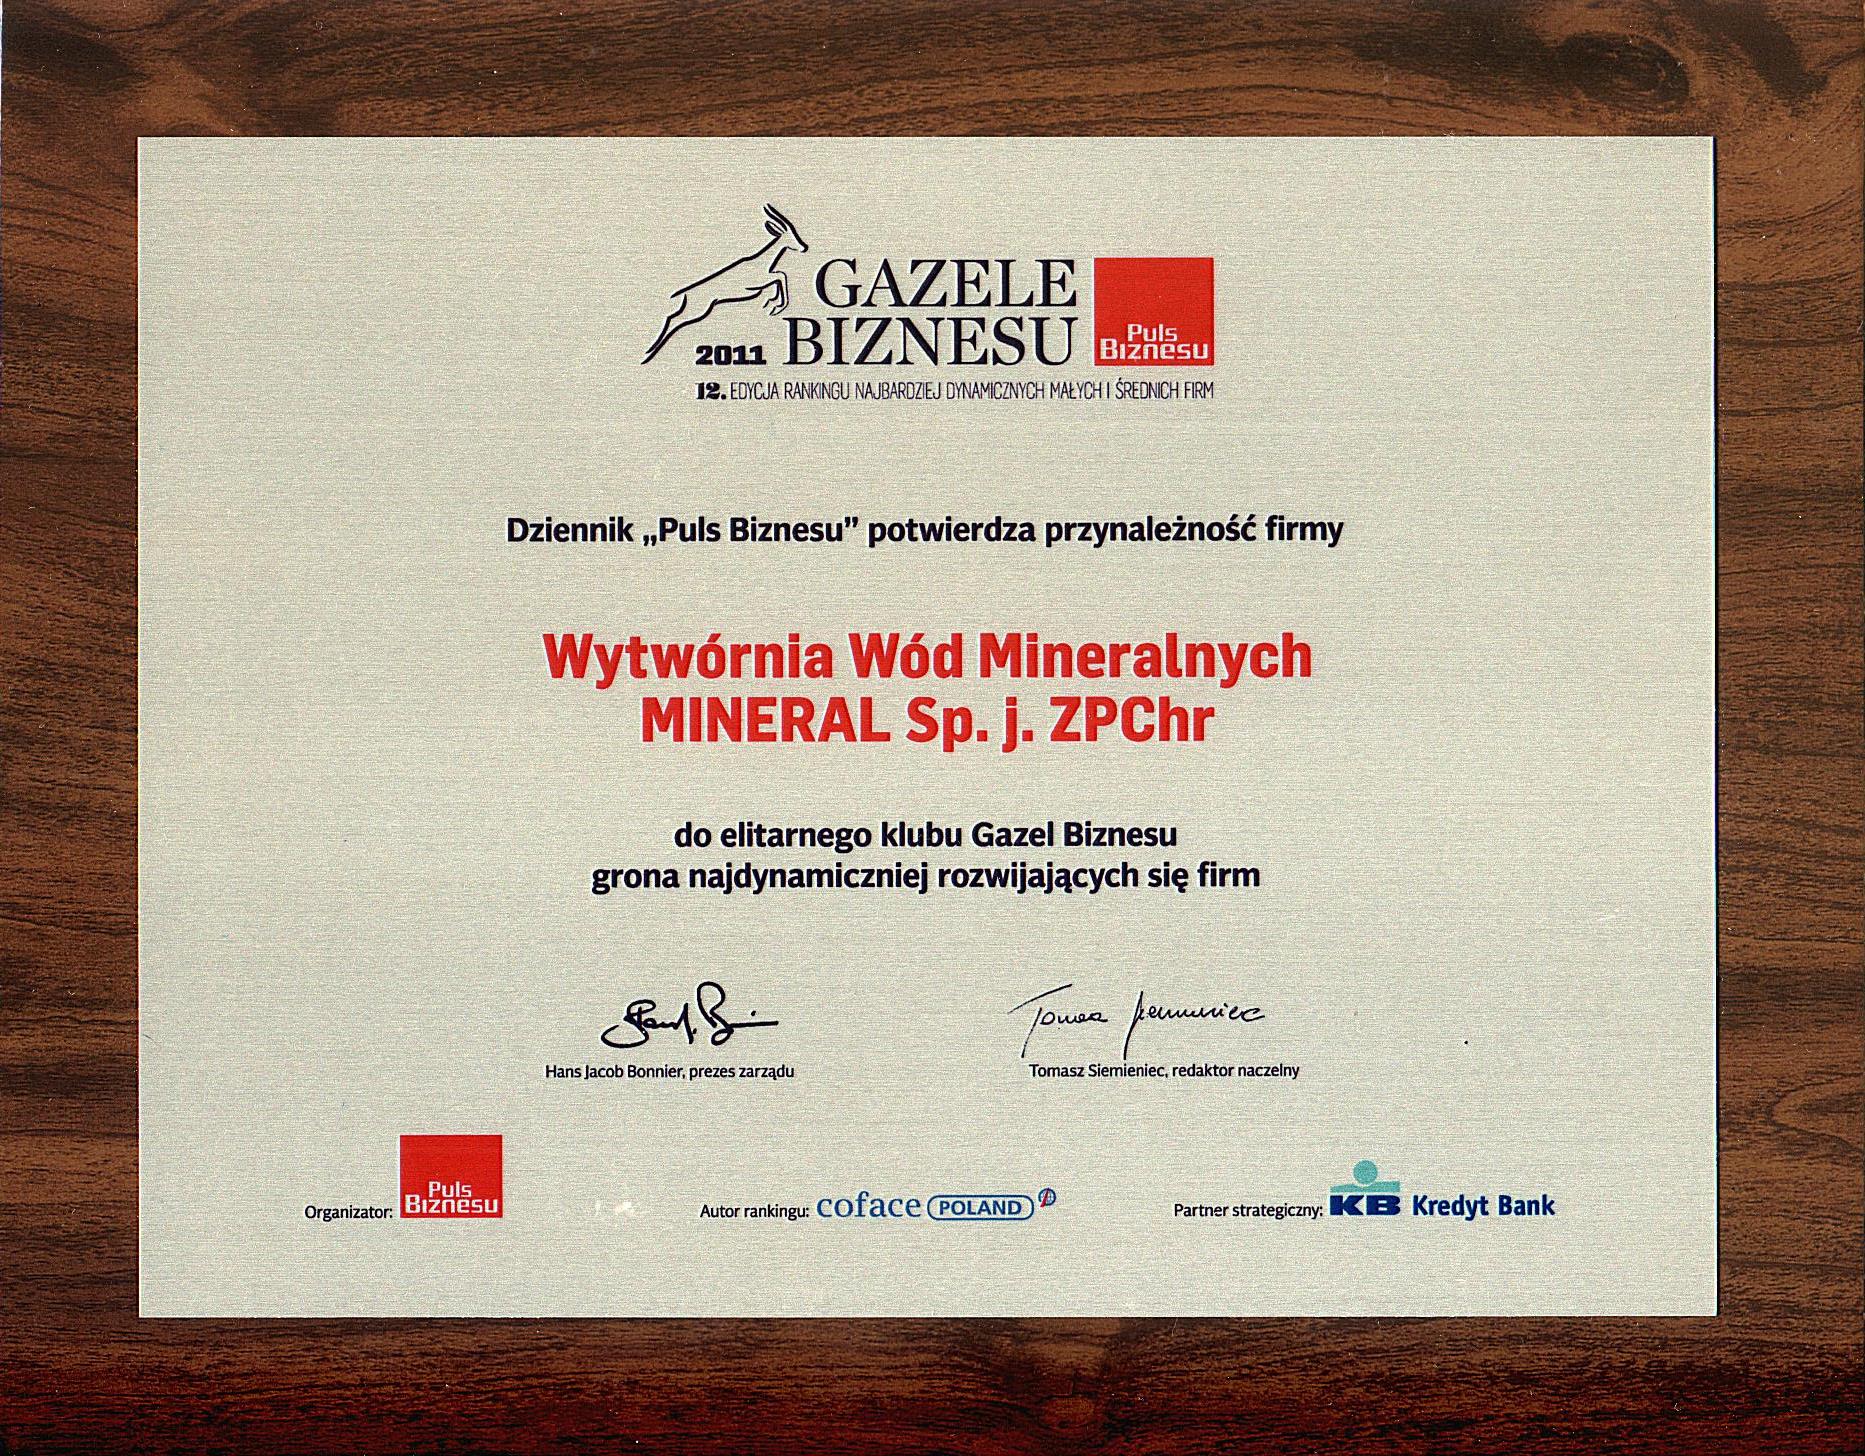 GAZELE
2011 BIZNESU
Puls
Biznesu
12. EDYCJA RANKINGU NAJBARDZIEJ DYNAMICZNYCH MAŁYCH I ŚREDNICH FIRM
Dziennik „Puls Biznesu” potwierdza przynależność firmy
Wytwórnia Wód Mineralnych
MINERAL Sp. j. ZPChr
do elitarnego klubu Gazel Biznesu
grona najdynamiczniej rozwijających się firm
Hans Jacob Bonnier, prezes zarządu
Tomasz Siemieniec, redaktor naczelny
Organizator: Puls Biznesu
Autor rankingu: coface POLAND
Partner strategiczny: KB Kredyt Bank